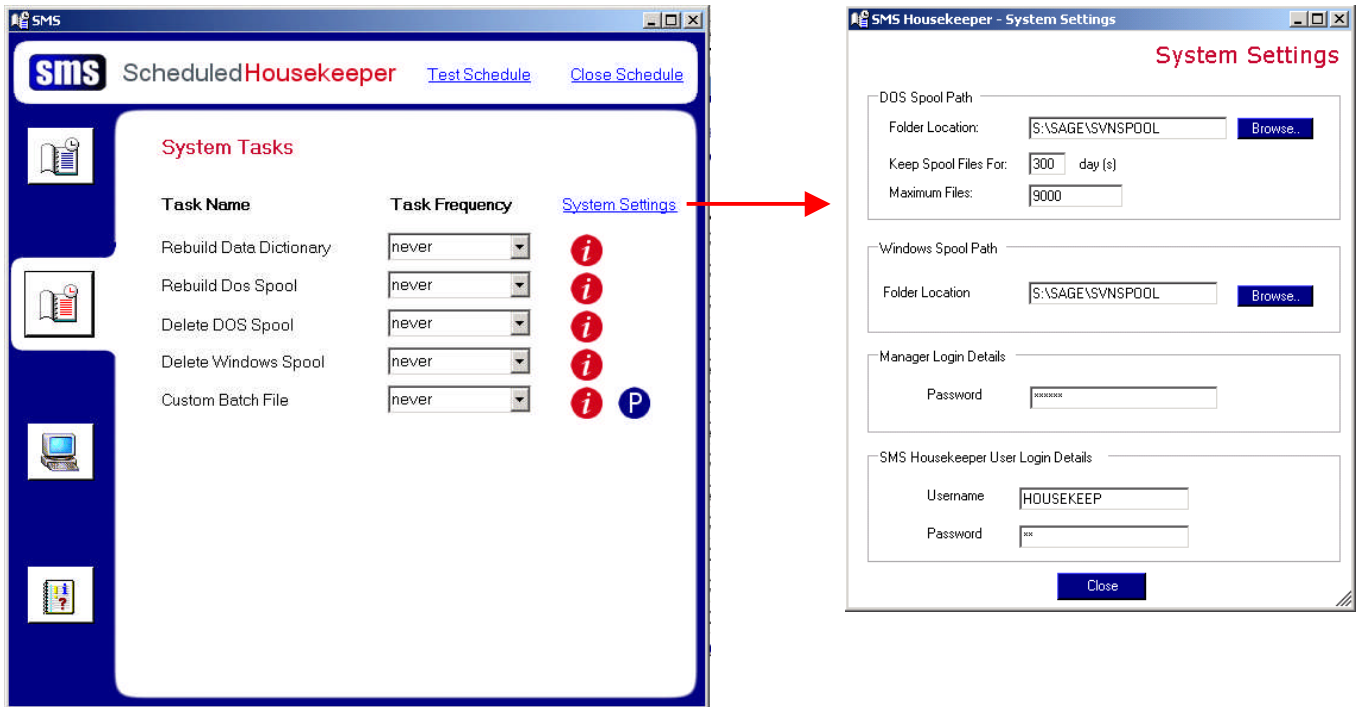 SMS
sms ScheduledHousekeeper Test Schedule Close Schedule
System Tasks
Task Name Task Frequency System Settings
Rebuild Data Dictionary never i
Rebuild Dos Spool never i
Delete DOS Spool never i
Delete Windows Spool never i
Custom Batch File never i P
SMS Housekeeper - System Settings
System Settings
DOS Spool Path
Folder Location: S:\SAGE\SVNSPOOL Browse..
Keep Spool Files For: 300 day (s)
Maximum Files: 9000
Windows Spool Path
Folder Location S:\SAGE\SVNSPOOL Browse..
Manager Login Details
Password ××××××
SMS Housekeeper User Login Details
Username HOUSEKEEP
Password ××
Close